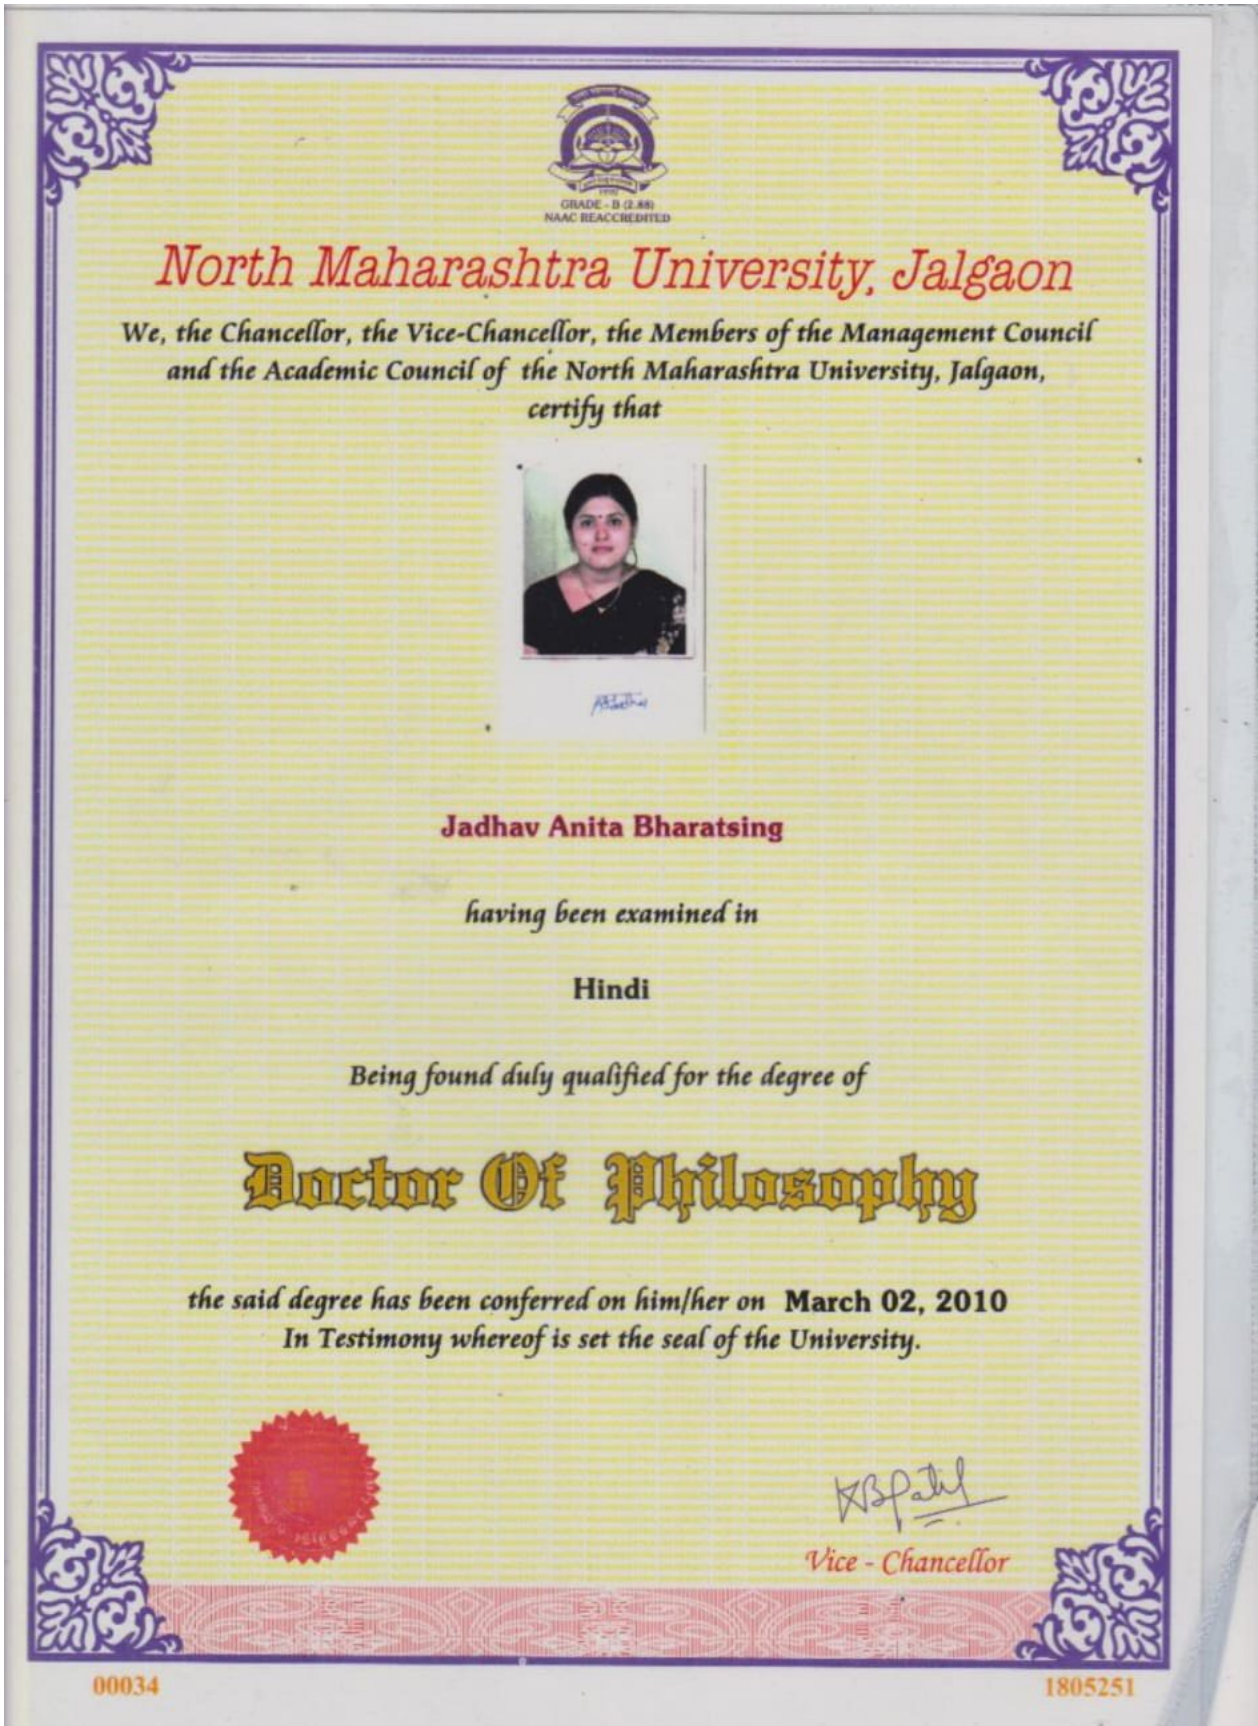 1990
GRADE - B (2.88)
NAAC REACCREDITED
North Maharashtra University, Jalgaon
We, the Chancellor, the Vice-Chancellor, the Members of the Management Council
and the Academic Council of the North Maharashtra University, Jalgaon,
certify that
Jadhav Anita Bharatsing
having been examined in
Hindi
Being found duly qualified for the degree of
Doctor Of Philosophy
the said degree has been conferred on him/her on March 02, 2010
In Testimony whereof is set the seal of the University.
KBPatil
Vice - Chancellor
00034
1805251